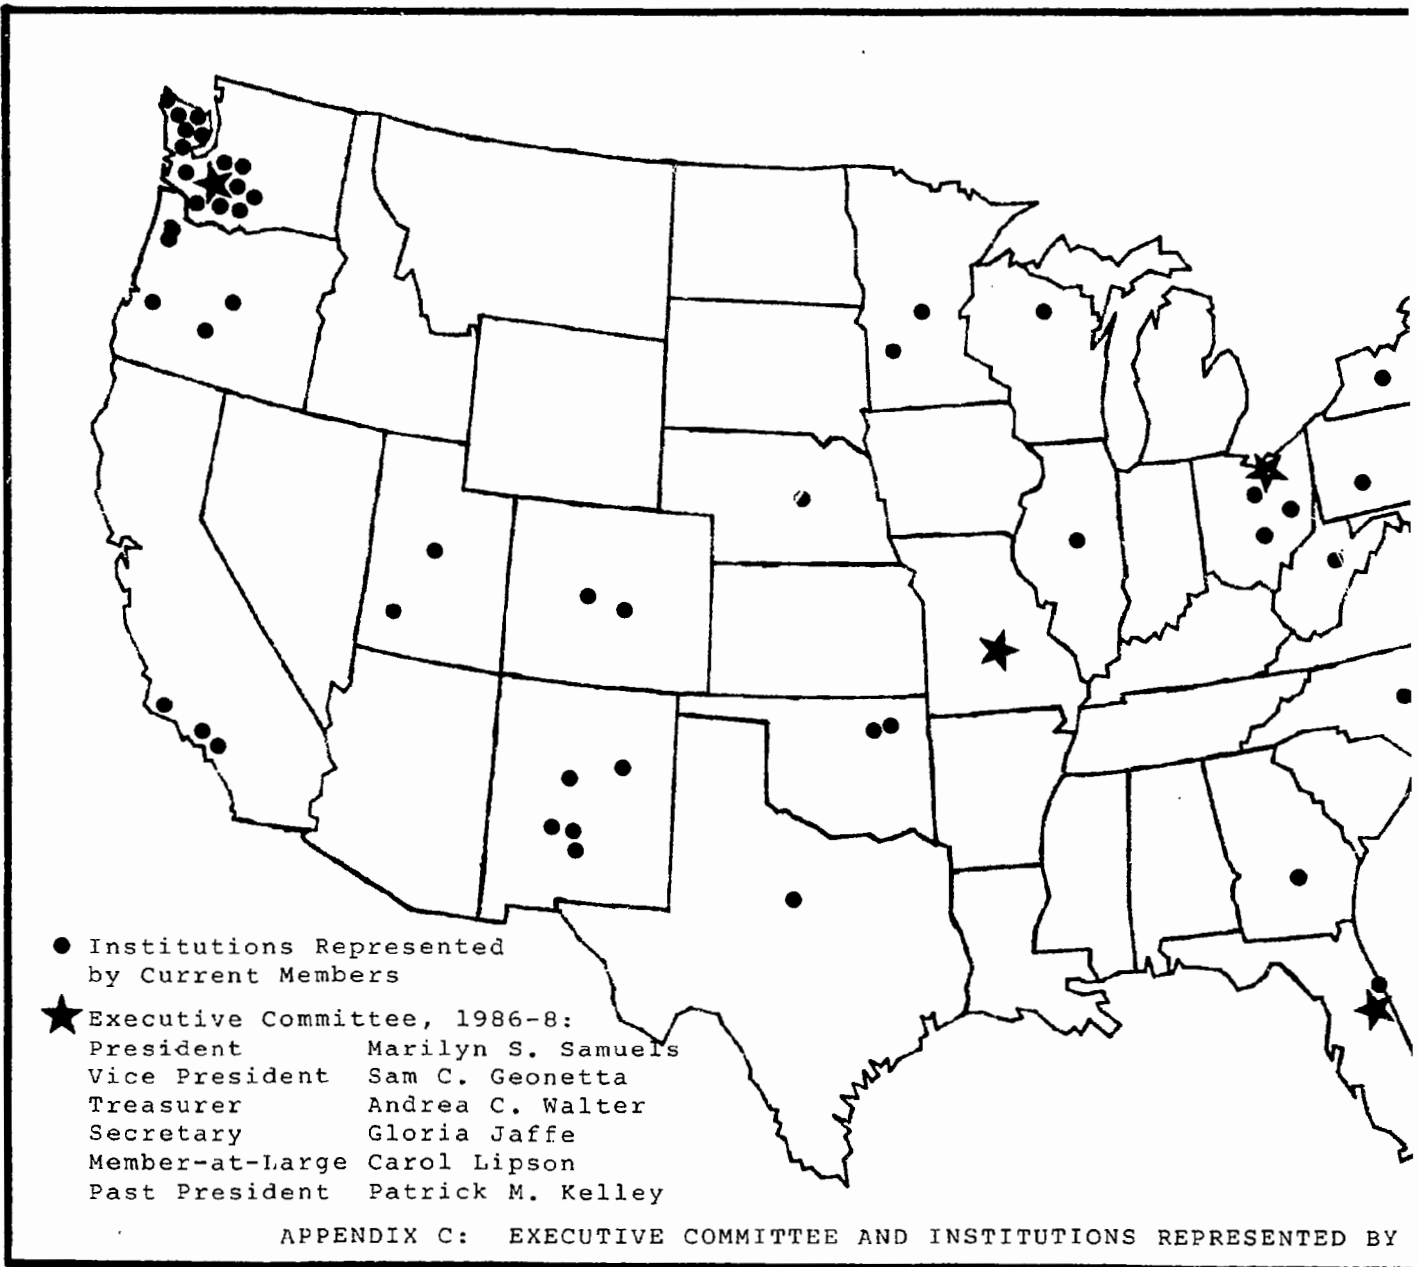 Institutions Represented
by Current Members
Executive Committee, 1986-8:
President Marilyn S. Samuels
Vice President Sam C. Geonetta
Treasurer Andrea C. Walter
Secretary Gloria Jaffe
Member-at-Large Carol Lipson
Past President Patrick M. Kelley
APPENDIX C: EXECUTIVE COMMITTEE AND INSTITUTIONS REPRESENTED BY